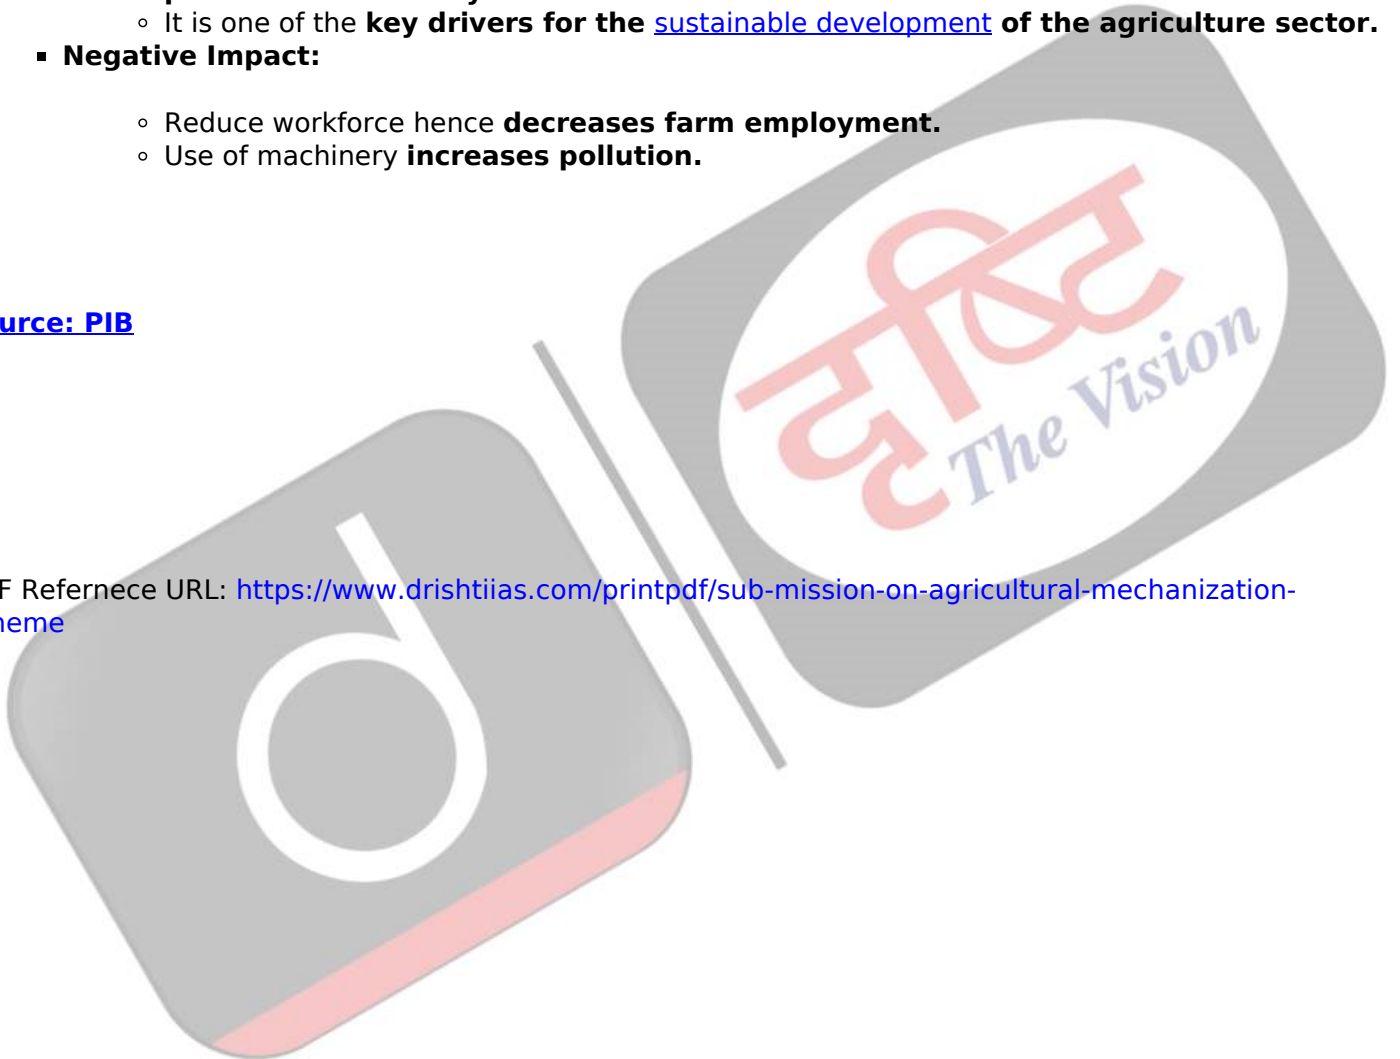 ○ It is one of the key drivers for the sustainable development of the agriculture sector.
▪ Negative Impact:
○ Reduce workforce hence decreases farm employment.
○ Use of machinery increases pollution.
urce: PIB
दृष्टि
The Vision
d
F Refernece URL: https://www.drishtiias.com/printpdf/sub-mission-on-agricultural-mechanization-
neme